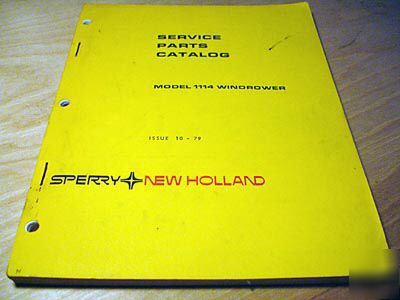 SERVICE
PARTS
CATALOG
MODEL 1114 WINDROWER
ISSUE 10 - 79
SPERRY NEW HOLLAND